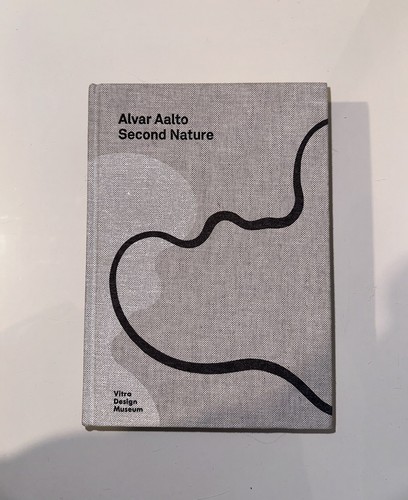 Alvar Aalto
Second Nature
Vitra
Design
Museum